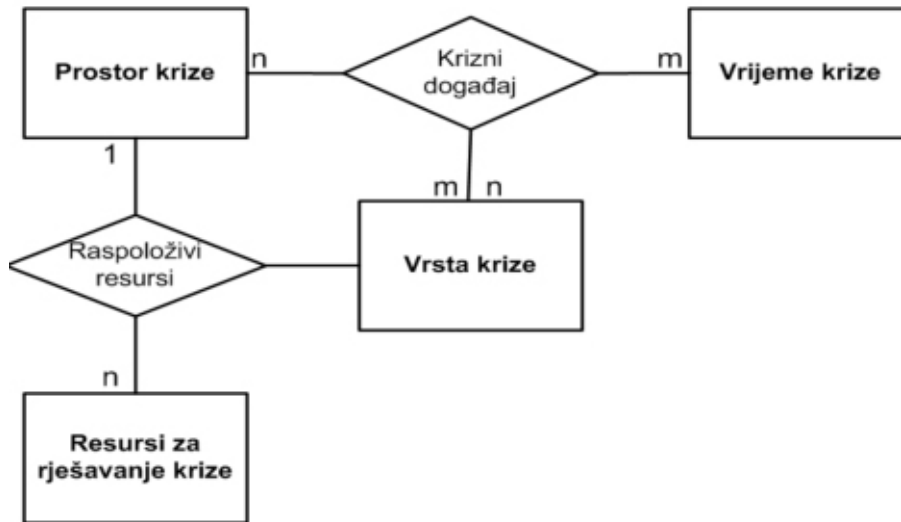 Prostor krize
n
Krizni
događaj
m
Vrijeme krize
1
m n
Raspoloživi
resursi
Vrsta krize
n
Resursi za
rješavanje krize